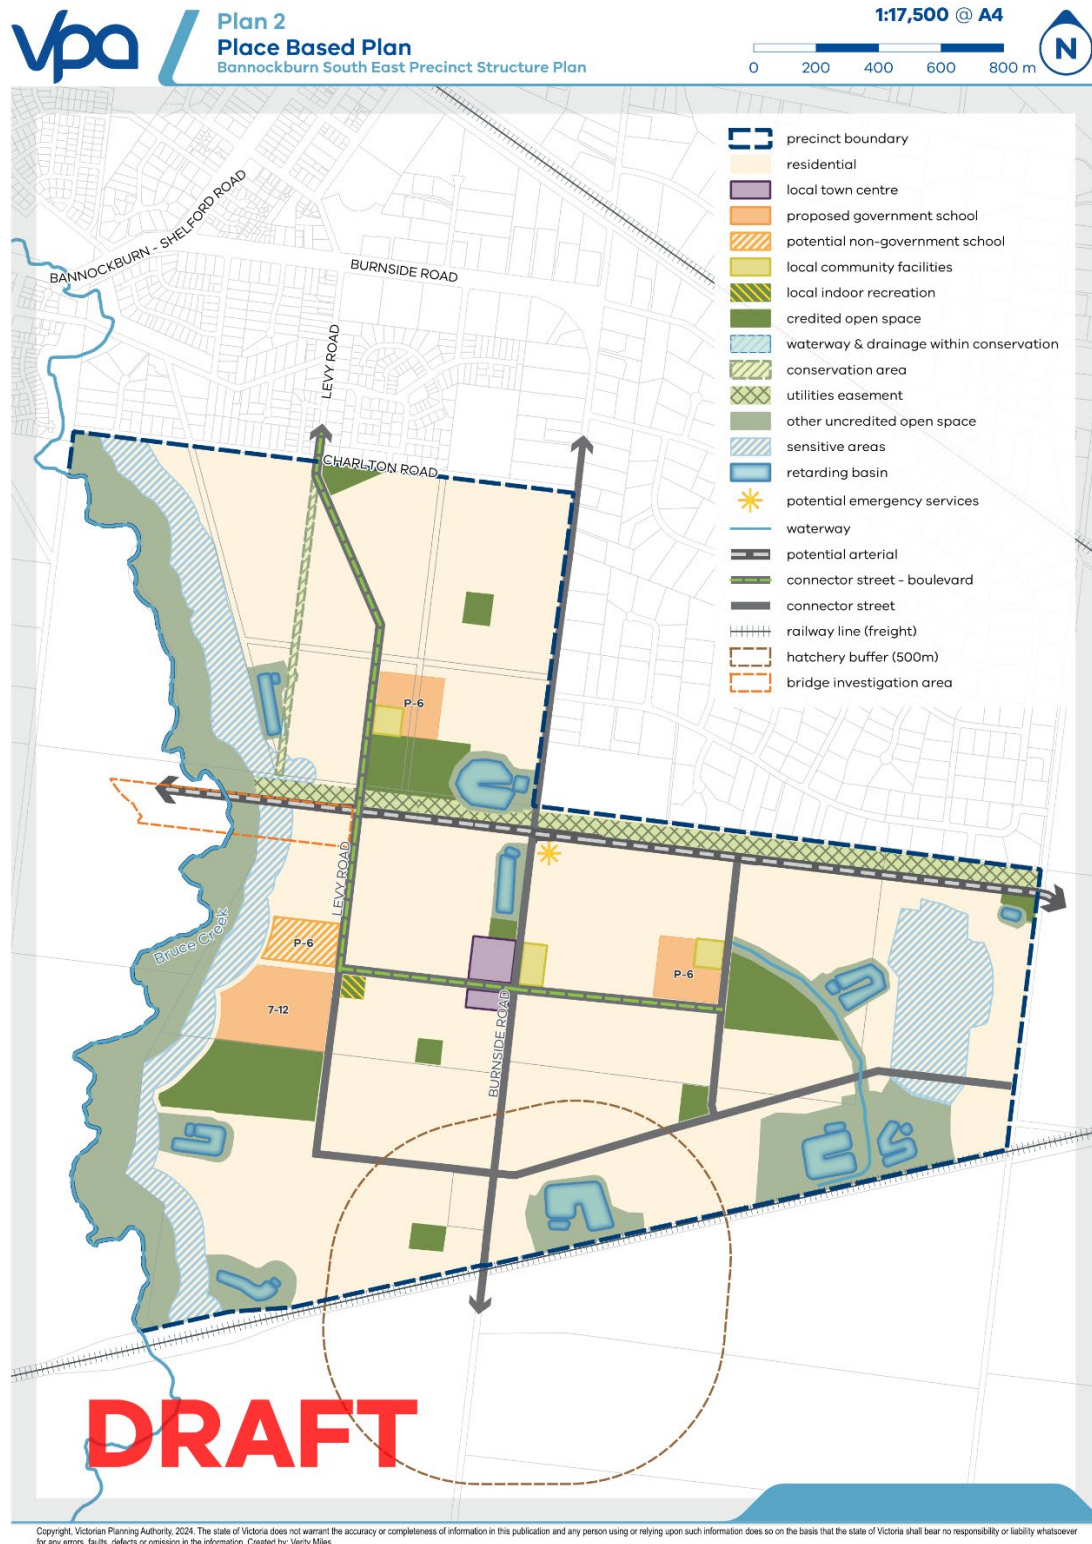 vpa
Plan 2
Place Based Plan
Bannockburn South East Precinct Structure Plan
1:17,500 @ A4
0 200 400 600 800 m
N
precinct boundary
residential
local town centre
proposed government school
potential non-government school
local community facilities
local indoor recreation
credited open space
waterway & drainage within conservation
conservation area
utilities easement
other uncredited open space
sensitive areas
retarding basin
potential emergency services
waterway
potential arterial
connector street - boulevard
connector street
railway line (freight)
hatchery buffer (500m)
bridge investigation area
BANNOCKBURN - SHELFORD ROAD
BURNSIDE ROAD
LEVY ROAD
CHARLTON ROAD
P-6
LEVY ROAD
Bruce Creek
P-6
P-6
7-12
BURNSIDE ROAD
DRAFT
Copyright, Victorian Planning Authority, 2024. The state of Victoria does not warrant the accuracy or completeness of information in this publication and any person using or relying upon such information does so on the basis that the state of Victoria shall bear no responsibility or liability whatsoever
for any errors, faults, defects or omission in the information. Created by: Verity Miles